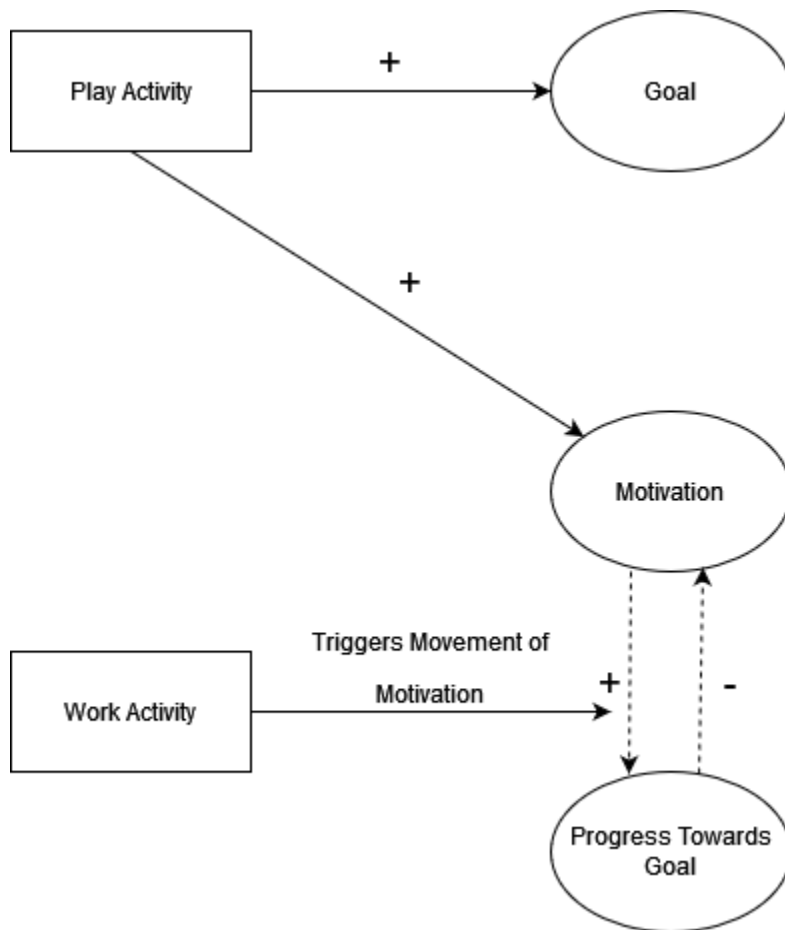 Play Activity
+
Goal
+
Motivation
Triggers Movement of
Motivation
Work Activity
+
-
Progress Towards
Goal